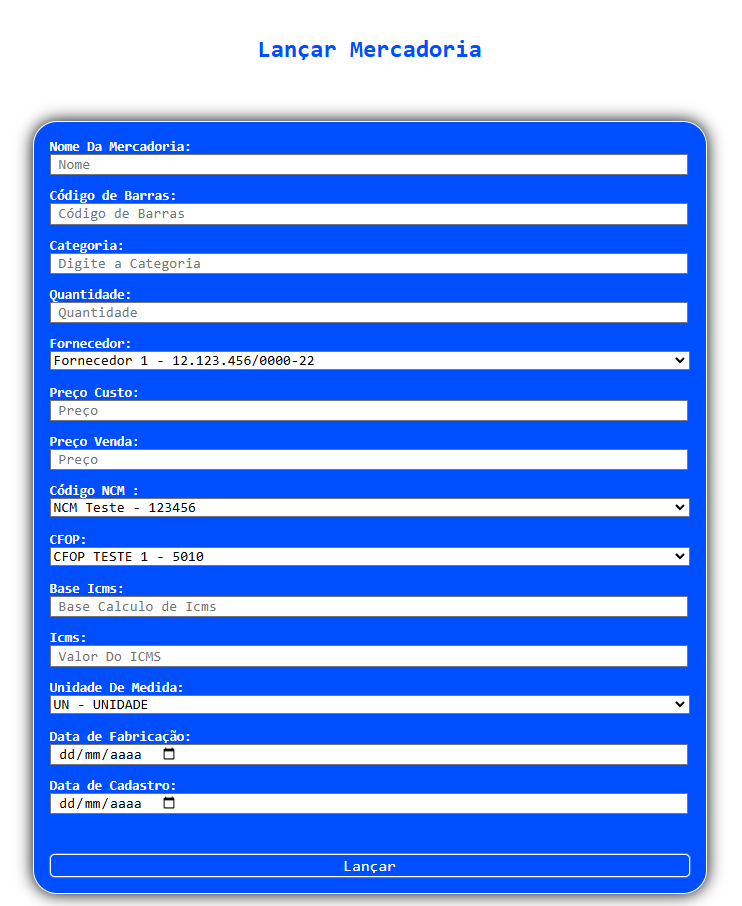 Lançar Mercadoria
Nome Da Mercadoria:
Nome
Código de Barras:
Código de Barras
Categoria:
Digite a Categoria
Quantidade:
Quantidade
Fornecedor:
Fornecedor 1 - 12.123.456/0000-22
Preço Custo:
Preço
Preço Venda:
Preço
Código NCM :
NCM Teste - 123456
CFOP:
CFOP TESTE 1 - 5010
Base Icms:
Base Calculo de Icms
Icms:
Valor Do ICMS
Unidade De Medida:
UN - UNIDADE
Data de Fabricação:
dd/mm/aaaa
Data de Cadastro:
dd/mm/aaaa
Lançar